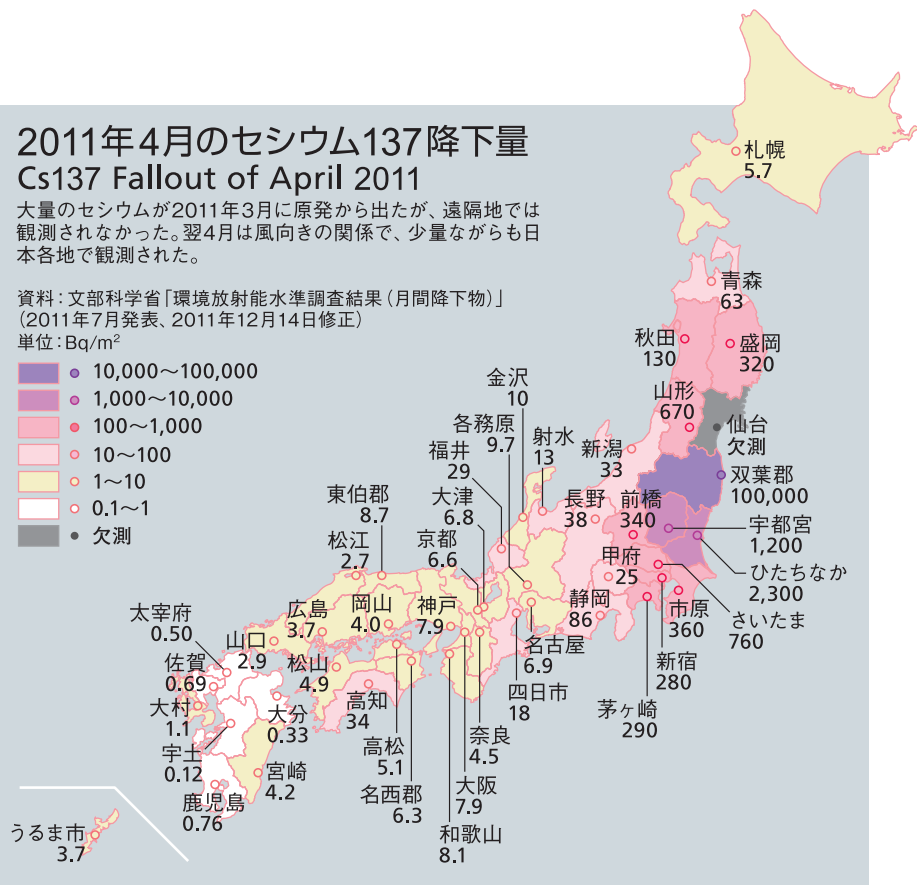 2011年4月のセシウム137降下量
Cs137 Fallout of April 2011
大量のセシウムが2011年3月に原発から出たが、遠隔地では
観測されなかった。翌4月は風向きの関係で、少量ながらも日
本各地で観測された。
資料：文部科学省「環境放射能水準調査結果（月間降下物）」
（2011年7月発表、2011年12月14日修正）
単位：Bq/m²
10,000〜100,000
1,000〜10,000
100〜1,000
10〜100
1〜10
0.1〜1
欠測
札幌
5.7
青森
63
秋田
130
盛岡
320
山形
670
仙台
欠測
金沢
10
各務原
9.7
射水
13
新潟
33
双葉郡
100,000
福井
29
東伯郡
8.7
大津
6.8
長野
38
前橋
340
宇都宮
1,200
松江
2.7
京都
6.6
甲府
25
ひたちなか
2,300
太宰府
0.50
広島
3.7
岡山
4.0
神戸
7.9
静岡
86
市原
360
さいたま
760
山口
2.9
名古屋
6.9
新宿
280
佐賀
0.69
松山
4.9
四日市
18
茅ヶ崎
290
大村
1.1
大分
0.33
高知
34
奈良
4.5
宇土
0.12
高松
5.1
宮崎
4.2
大阪
7.9
名西郡
6.3
鹿児島
0.76
和歌山
8.1
うるま市
3.7